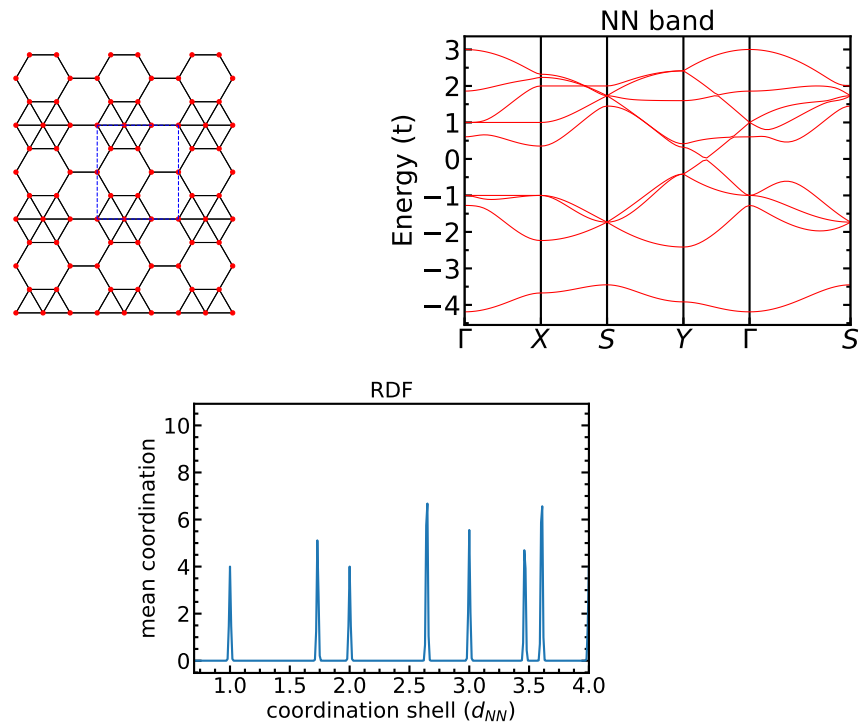 NN band
Energy (t)
3
2
1
0
−1
−2
−3
−4
Γ X S Y Γ S
RDF
mean coordination
10
8
6
4
2
0
1.0 1.5 2.0 2.5 3.0 3.5 4.0
coordination shell (d_NN)